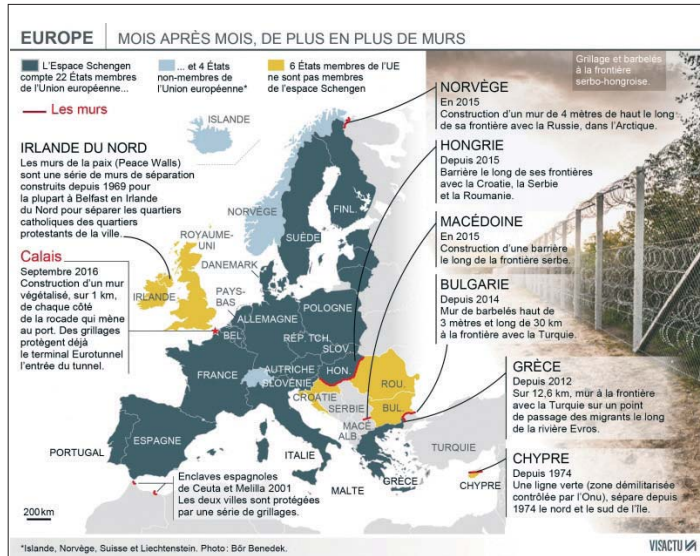 EUROPE | MOIS APRÈS MOIS, DE PLUS EN PLUS DE MURS
L'Espace Schengen
compte 22 États membres
de l'Union européenne...
... et 4 États
non-membres de
l'Union européenne*
6 États membres de l'UE
ne sont pas membres
de l'espace Schengen
Grillage et barbelés
à la frontière
serbo-hongroise.
Les murs
ISLANDE
NORVÈGE
En 2015
Construction d'un mur de 4 mètres de haut le long
de sa frontière avec la Russie, dans l'Arctique.
IRLANDE DU NORD
Les murs de la paix (Peace Walls)
sont une série de murs de séparation
construits depuis 1969 pour
la plupart à Belfast en Irlande
du Nord pour séparer les quartiers
catholiques des quartiers
protestants de la ville.
HONGRIE
Depuis 2015
Barrière le long de ses frontières
avec la Croatie, la Serbie
et la Roumanie.
MACÉDOINE
En 2015
Construction d'une barrière
le long de la frontière serbe.
Calais
Septembre 2016
Construction d'un mur
végétalisé, sur 1 km,
de chaque côté
de la rocade qui mène
au port. Des grillages
protègent déjà
le terminal Eurotunnel
l'entrée du tunnel.
BULGARIE
Depuis 2014
Mur de barbelés haut de
3 mètres et long de 30 km
à la frontière avec la Turquie.
GRÈCE
Depuis 2012
Sur 12,6 km, mur à la frontière
avec la Turquie sur un point
de passage des migrants le long
de la rivière Evros.
CHYPRE
Depuis 1974
Une ligne verte (zone démilitarisée
contrôlée par l'Onu), sépare depuis
1974 le nord et le sud de l'île.
Enclaves espagnoles
de Ceuta et Melilla 2001
Les deux villes sont protégées
par une série de grillages.
NORVÈGE
FINL.
SUÈDE
ROYAUME-
UNI
DANEMARK
IRLANDE
PAYS-
BAS
ALLEMAGNE
POLOGNE
BEL.
RÉP. TCH.
SLOV.
FRANCE
AUTRICHE
HON.
SLOVÉNIE
ROU.
CROATIE
SERBIE
BUL.
MACÉ
ALB.
PORTUGAL
ESPAGNE
ITALIE
GRÈCE
TURQUIE
MALTE
CHYPRE
200 km
*Islande, Norvège, Suisse et Liechtenstein. Photo : Bör Benedek.
VISACTU